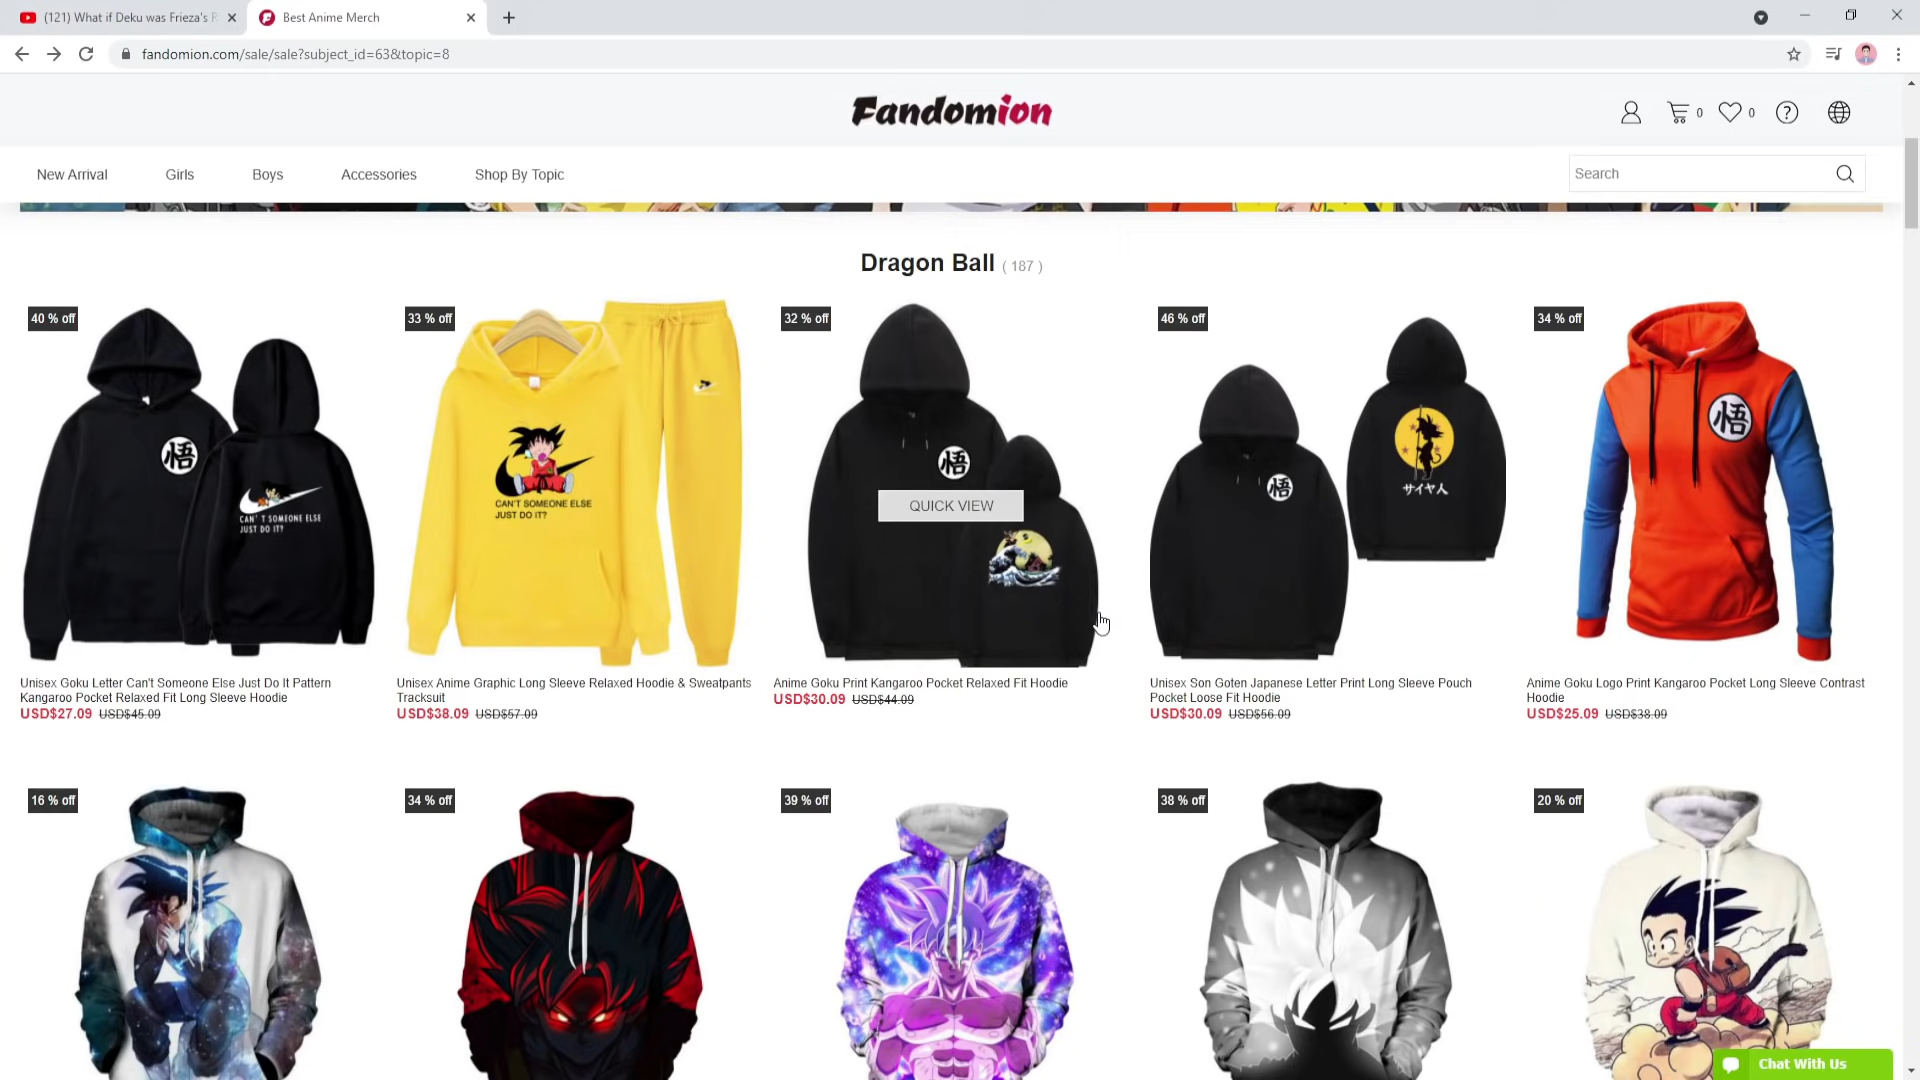 (121) What if Deku was Frieza's R
Best Anime Merch
fandomion.com/sale/sale?subject_id=63&topic=8
Fandomion
0
0
New Arrival
Girls
Boys
Accessories
Shop By Topic
Search
Dragon Ball ( 187 )
40 % off
33 % off
32 % off
46 % off
34 % off
悟
CAN' T SOMEONE ELSE
JUST DO IT?
CAN'T SOMEONE ELSE
JUST DO IT?
悟
QUICK VIEW
悟
サイヤ人
悟
Unisex Goku Letter Can't Someone Else Just Do It Pattern
Kangaroo Pocket Relaxed Fit Long Sleeve Hoodie
USD$27.09 USD$45.09
Unisex Anime Graphic Long Sleeve Relaxed Hoodie & Sweatpants
Tracksuit
USD$38.09 USD$57.09
Anime Goku Print Kangaroo Pocket Relaxed Fit Hoodie
USD$30.09 USD$44.09
Unisex Son Goten Japanese Letter Print Long Sleeve Pouch
Pocket Loose Fit Hoodie
USD$30.09 USD$56.09
Anime Goku Logo Print Kangaroo Pocket Long Sleeve Contrast
Hoodie
USD$25.09 USD$38.09
16 % off
34 % off
39 % off
38 % off
20 % off
Chat With Us